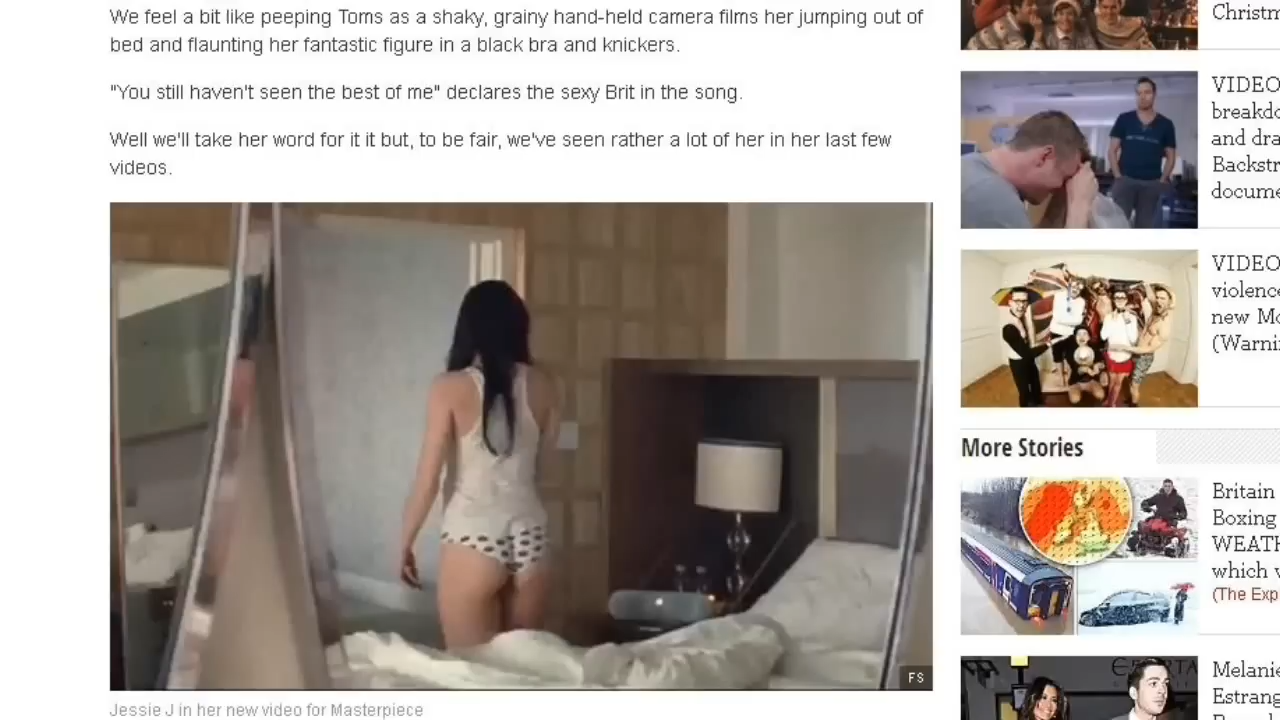 We feel a bit like peeping Toms as a shaky, grainy hand-held camera films her jumping out of
bed and flaunting her fantastic figure in a black bra and knickers.
"You still haven't seen the best of me" declares the sexy Brit in the song.
Well we'll take her word for it it but, to be fair, we've seen rather a lot of her in her last few
videos.
FS
Jessie J in her new video for Masterpiece
Christm
VIDEO
breakdo
and dra
Backstr
docume
VIDEO
violence
new Mo
(Warni
More Stories
Britain
Boxing
WEATH
which v
(The Exp
Melanie
Estrang